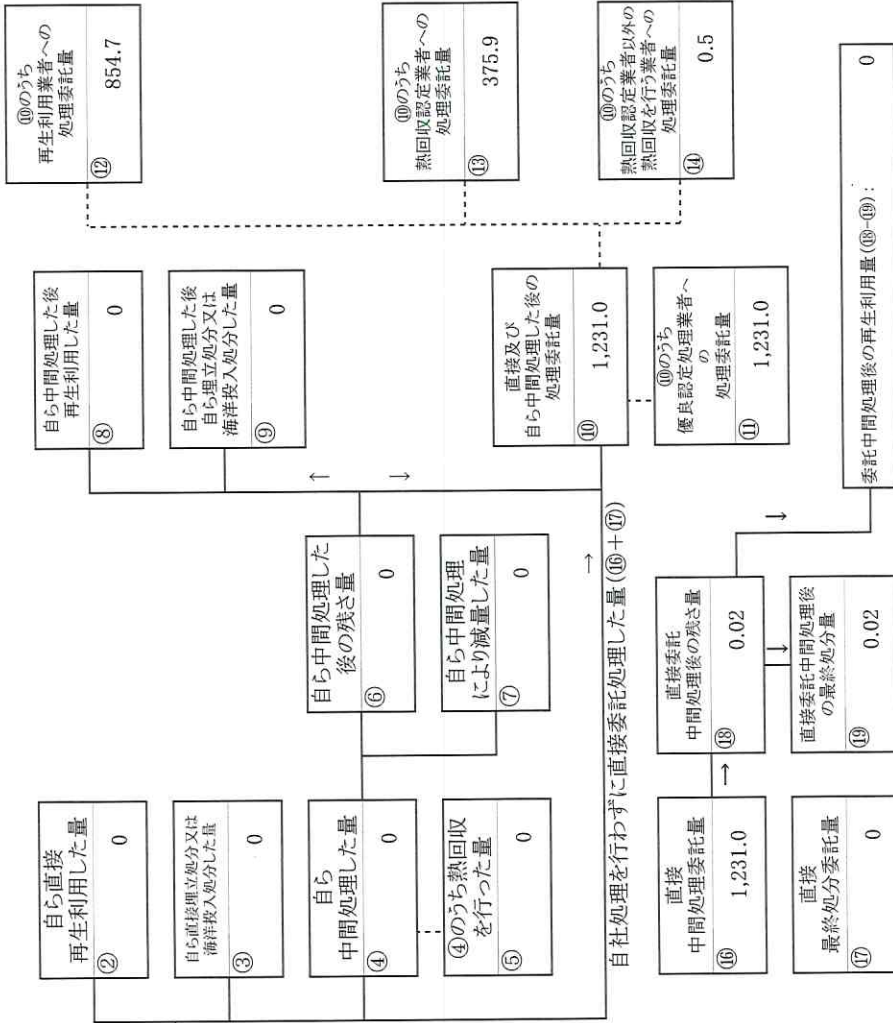 自ら直接
再生利用した量
② 0
自ら直接埋立処分又は
海洋投入処分した量
③ 0
自ら
中間処理した量
④ 0
④のうち熱回収
を行った量
⑤ 0
自ら中間処理した
後の残さ量
⑥ 0
自ら中間処理
により減量した量
⑦ 0
自ら中間処理した後
再生利用した量
⑧ 0
自ら中間処理した後
自ら埋立処分又は
海洋投入処分した量
⑨ 0
直接及び
自ら中間処理した後の
処理委託量
⑩ 1,231.0
⑩のうち
優良認定処理業者へ
の
処理委託量
⑪ 1,231.0
⑩のうち
再生利用業者への
処理委託量
⑫ 854.7
⑩のうち
熱回収認定業者への
処理委託量
⑬ 375.9
⑩のうち
熱回収認定業者以外の
熱回収を行う業者への
処理委託量
⑭ 0.5
自社処理を行わずに直接委託処理した量(⑯+⑰)
直接
中間処理委託量
⑯ 1,231.0
直接
最終処分委託量
⑰ 0
直接委託
中間処理後の残さ量
⑱ 0.02
直接委託中間処理後
の最終処分量
⑲ 0.02
委託中間処理後の再生利用量(⑱-⑲): 0